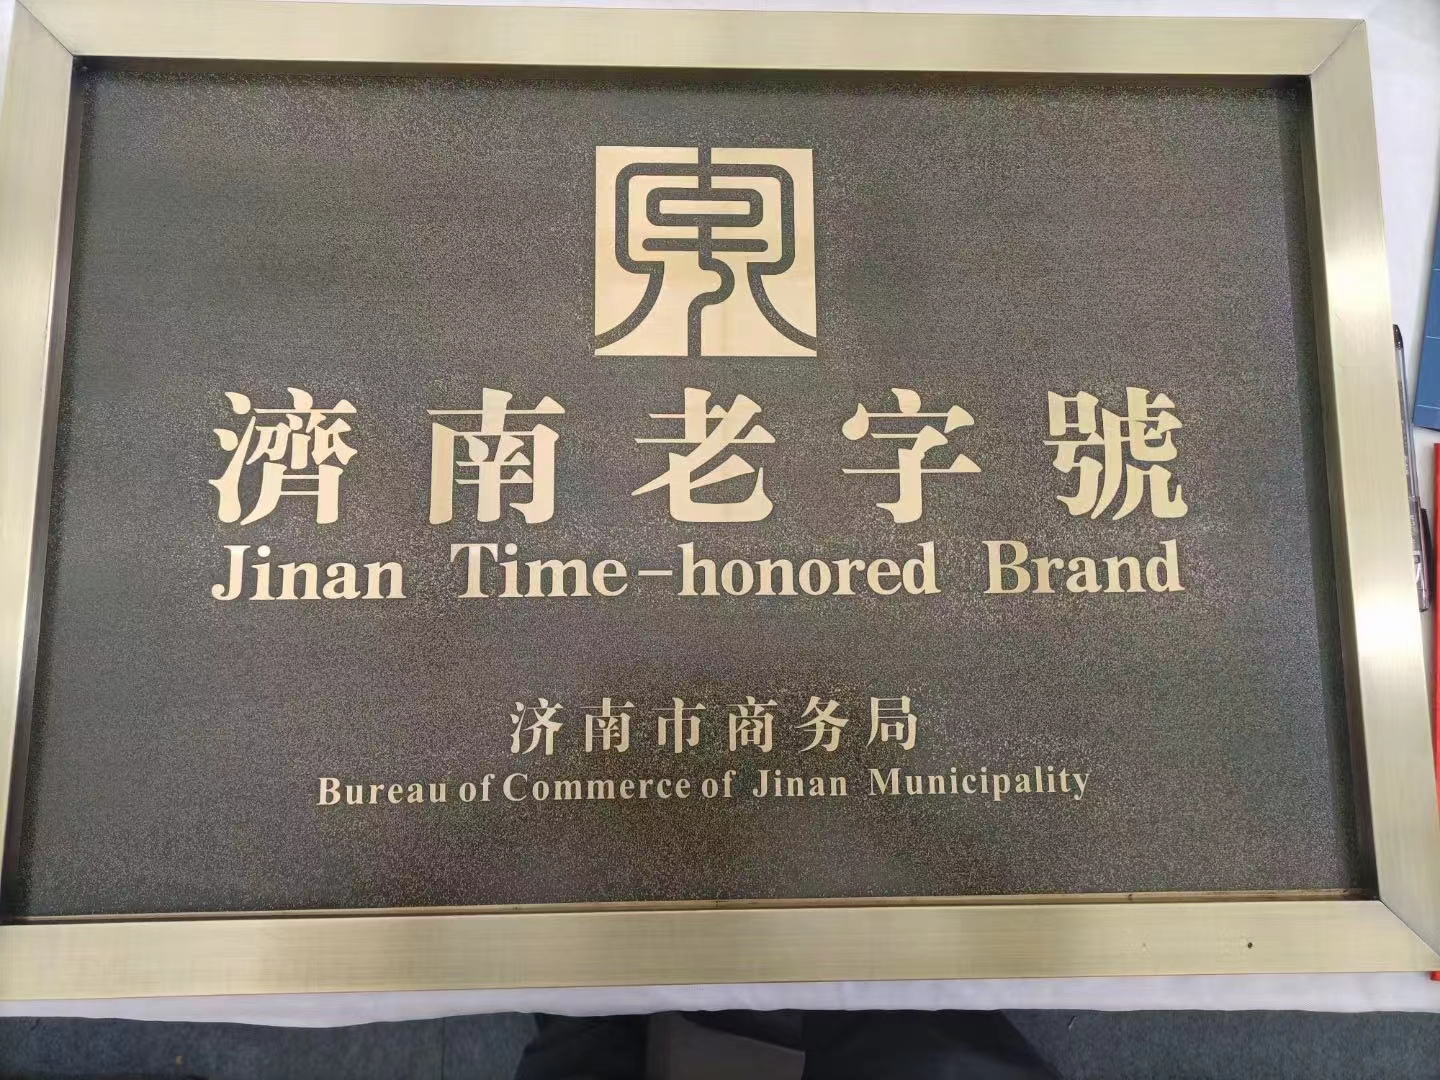 泉
濟南老字號
Jinan Time-honored Brand
济南市商务局
Bureau of Commerce of Jinan Municipality